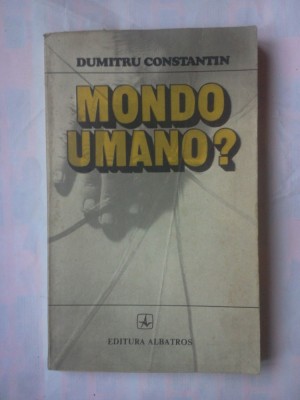 DUMITRU CONSTANTIN
MONDO
UMANO?
EDITURA ALBATROS